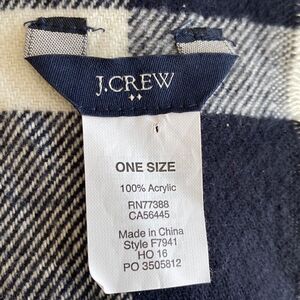 J.CREW
ONE SIZE
100% Acrylic
RN77388
CA56445
Made in China
Style F7941
HO 16
PO 3505812